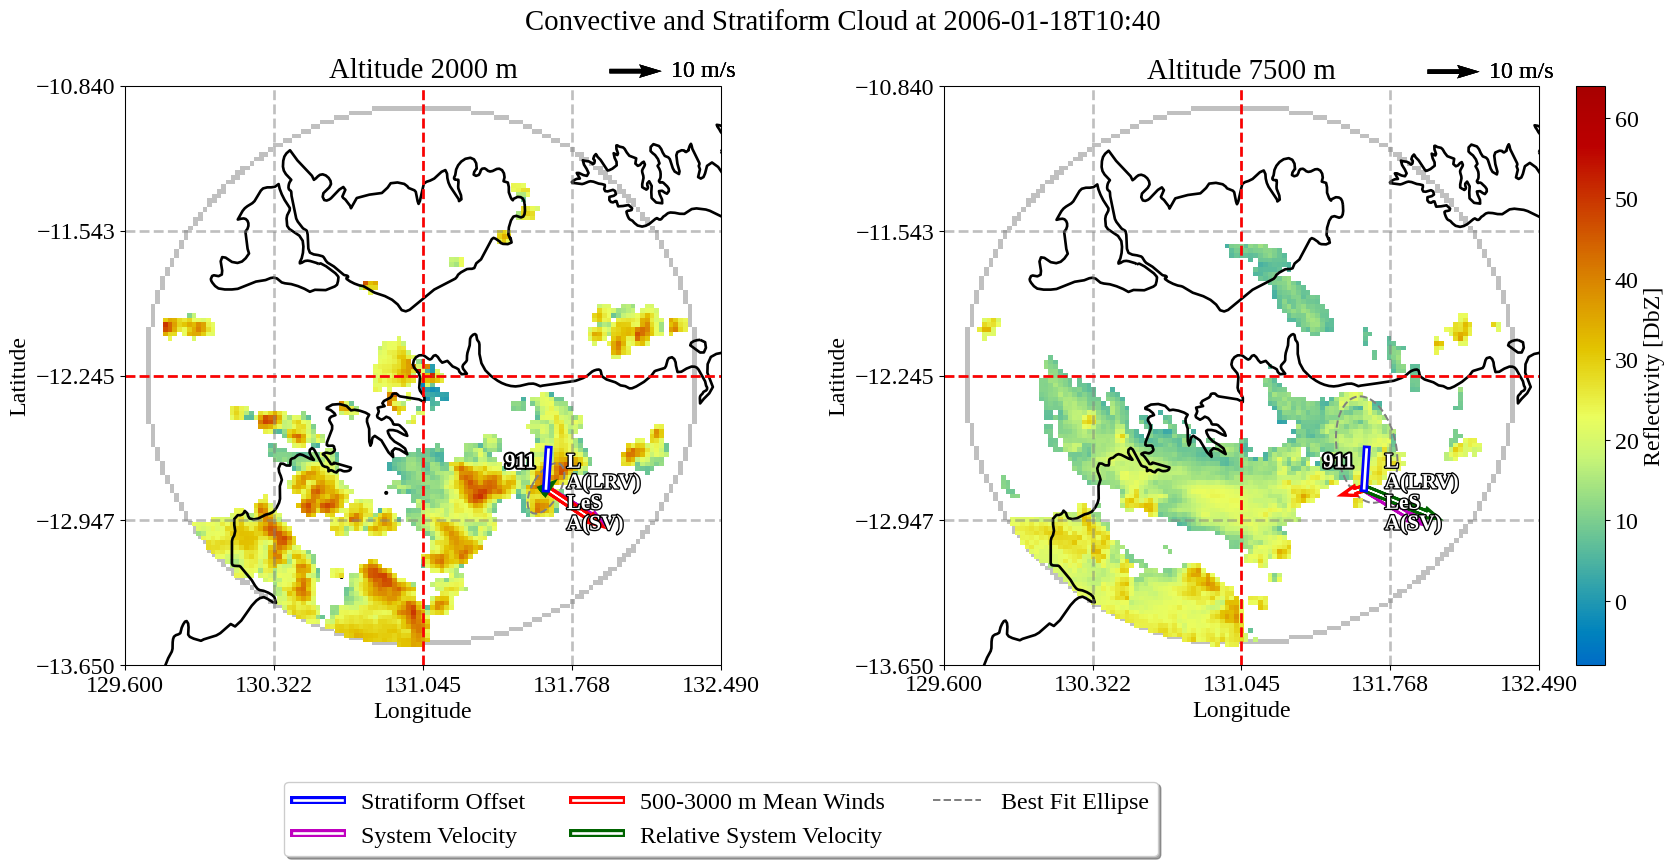 Convective and Stratiform Cloud at 2006-01-18T10:40
Altitude 2000 m
10 m/s
Altitude 7500 m
10 m/s
−10.840
−11.543
−12.245
−12.947
−13.650
Latitude
129.600
130.322
131.045
131.768
132.490
Longitude
911
L
A(LRV)
LeS
A(SV)
−10.840
−11.543
−12.245
−12.947
−13.650
Latitude
129.600
130.322
131.045
131.768
132.490
Longitude
911
L
A(LRV)
LeS
A(SV)
60
50
40
30
20
10
0
Reflectivity [DbZ]
Stratiform Offset
System Velocity
500-3000 m Mean Winds
Relative System Velocity
Best Fit Ellipse